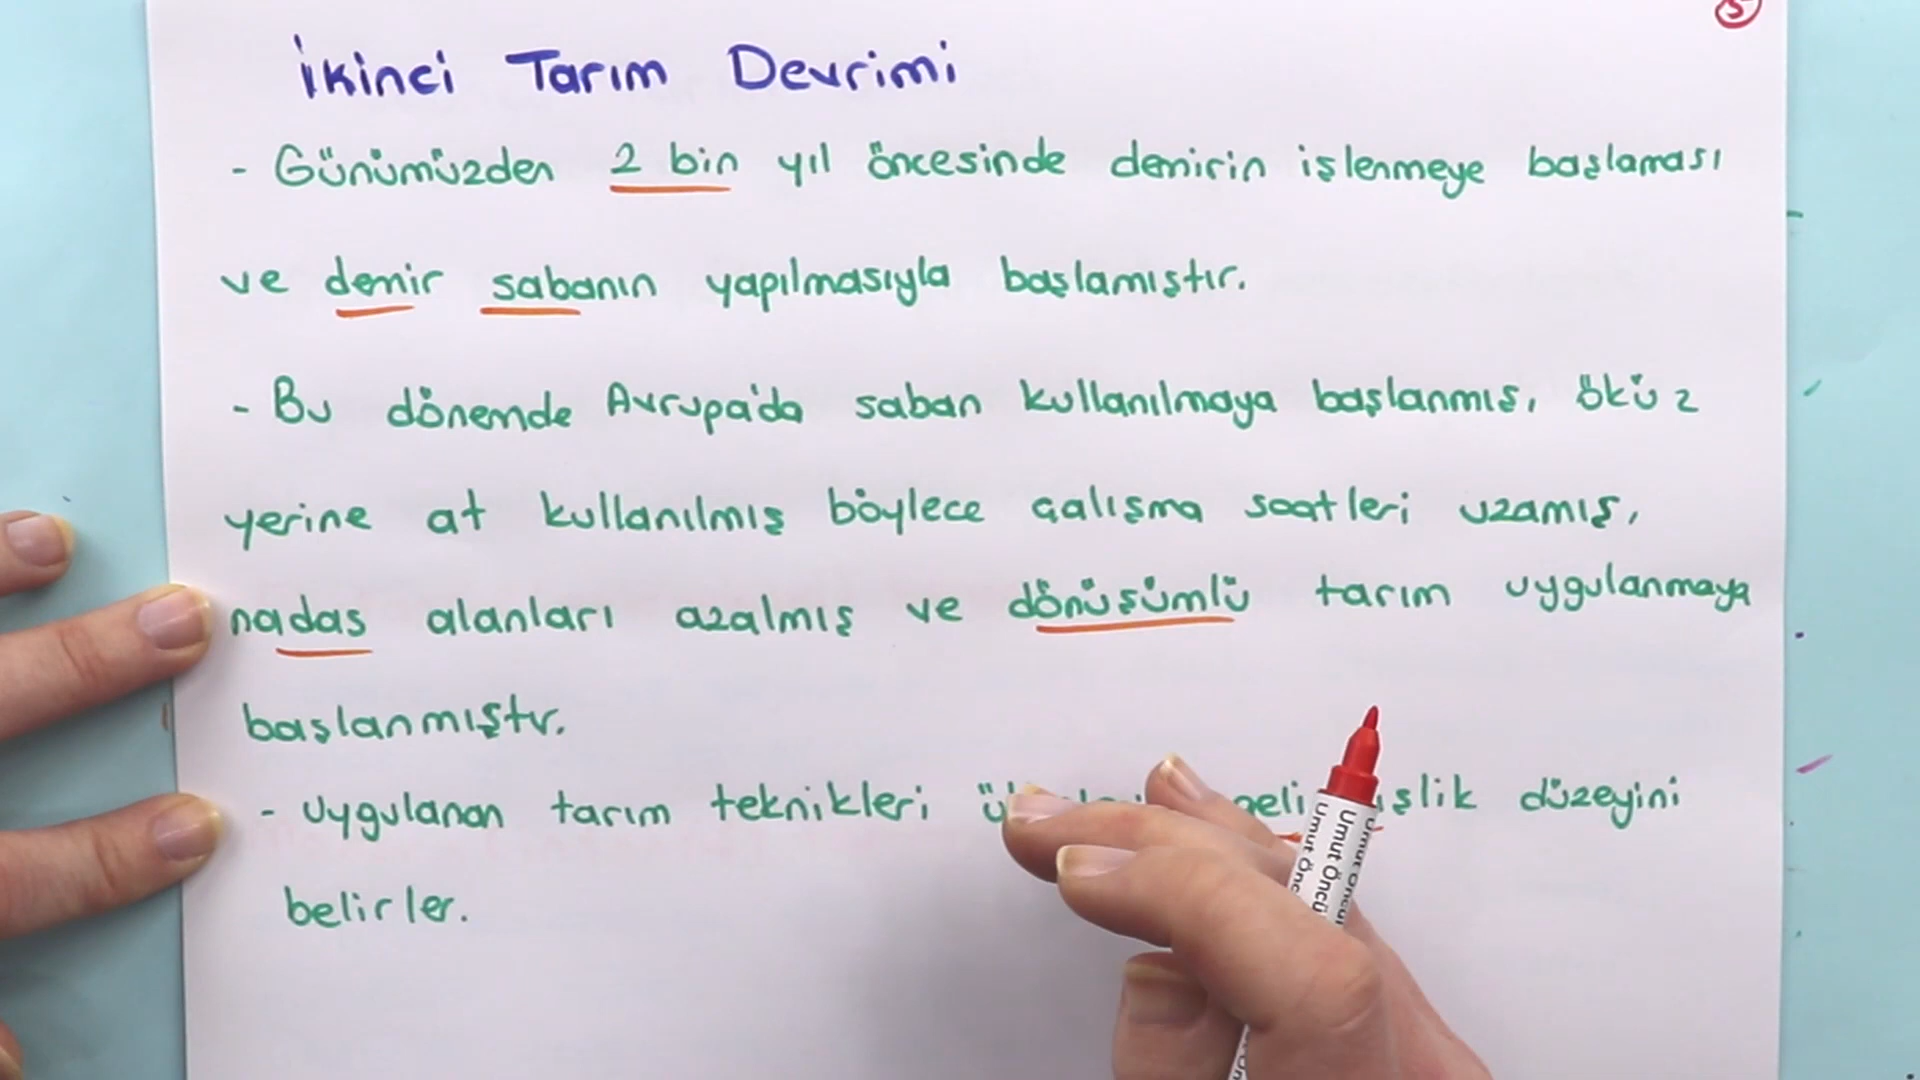 5
İkinci Tarım Devrimi
- Günümüzden 2 bin yıl öncesinde demirin işlenmeye başlaması
ve demir sabanın yapılmasıyla başlamıştır.
- Bu dönemde Avrupa'da saban kullanılmaya başlanmış, öküz
yerine at kullanılmış böylece çalışma saatleri uzamış,
nadas alanları azalmış ve dönüşümlü tarım uygulanmaya
başlanmıştır.
- Uygulanan tarım teknikleri düzeyini
belirler.
Umut Öncü